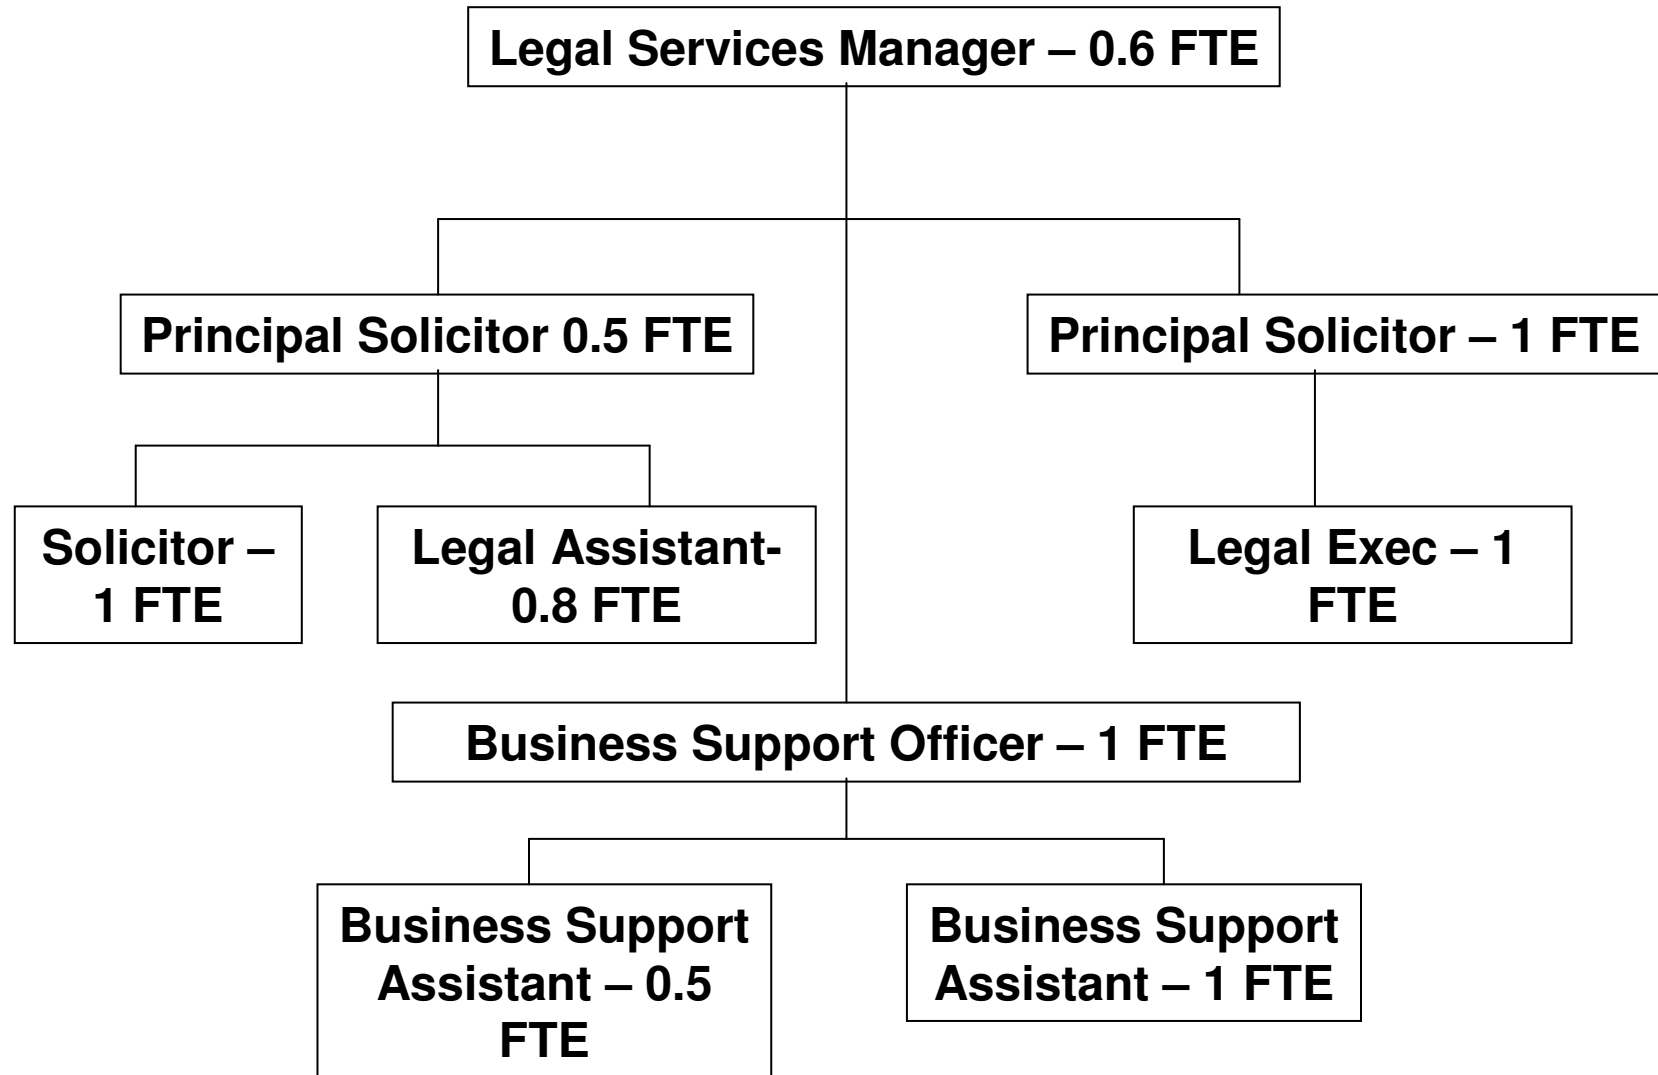 Legal Services Manager – 0.6 FTE
Principal Solicitor 0.5 FTE
Principal Solicitor – 1 FTE
Solicitor –
1 FTE
Legal Assistant-
0.8 FTE
Legal Exec – 1
FTE
Business Support Officer – 1 FTE
Business Support
Assistant – 0.5
FTE
Business Support
Assistant – 1 FTE